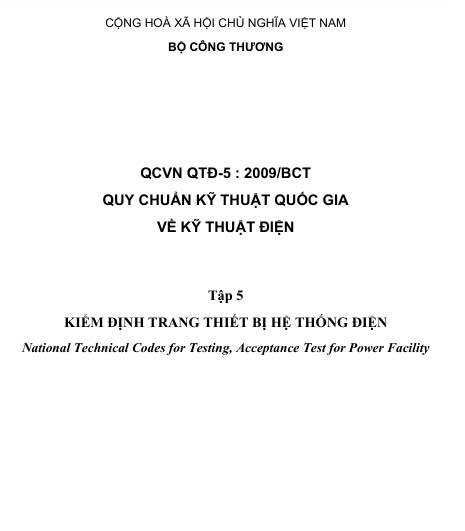 CỘNG HOÀ XÃ HỘI CHỦ NGHĨA VIỆT NAM
BỘ CÔNG THƯƠNG
QCVN QTĐ-5 : 2009/BCT
QUY CHUẨN KỸ THUẬT QUỐC GIA
VỀ KỸ THUẬT ĐIỆN
Tập 5
KIỂM ĐỊNH TRANG THIẾT BỊ HỆ THỐNG ĐIỆN
National Technical Codes for Testing, Acceptance Test for Power Facility